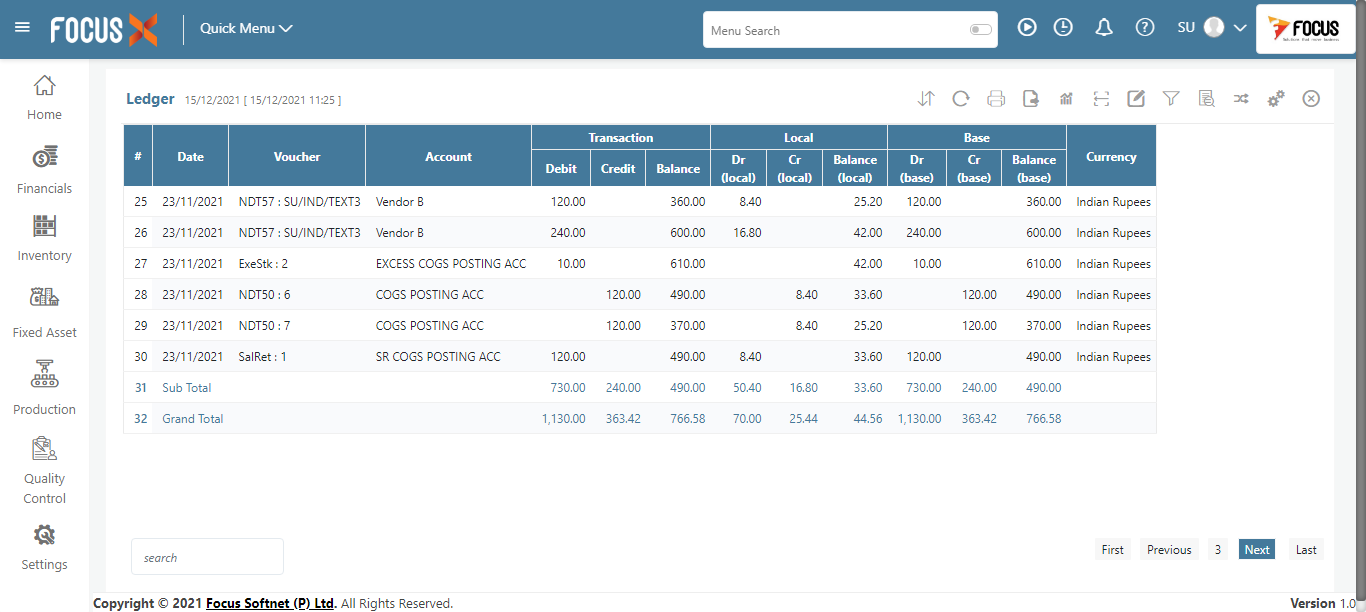 FOCUS X Quick Menu Menu Search SU FOCUS
Home
Financials
Inventory
Fixed Asset
Production
Quality
Control
Settings
Ledger 15/12/2021 [ 15/12/2021 11:25 ]
# Date Voucher Account Transaction Local Base Currency
Debit Credit Balance Dr (local) Cr (local) Balance (local) Dr (base) Cr (base) Balance (base)
25 23/11/2021 NDT57 : SU/IND/TEXT3 Vendor B 120.00 360.00 8.40 25.20 120.00 360.00 Indian Rupees
26 23/11/2021 NDT57 : SU/IND/TEXT3 Vendor B 240.00 600.00 16.80 42.00 240.00 600.00 Indian Rupees
27 23/11/2021 ExeStk : 2 EXCESS COGS POSTING ACC 10.00 610.00 42.00 10.00 610.00 Indian Rupees
28 23/11/2021 NDT50 : 6 COGS POSTING ACC 120.00 490.00 8.40 33.60 120.00 490.00 Indian Rupees
29 23/11/2021 NDT50 : 7 COGS POSTING ACC 120.00 370.00 8.40 25.20 120.00 370.00 Indian Rupees
30 23/11/2021 SalRet : 1 SR COGS POSTING ACC 120.00 490.00 8.40 33.60 120.00 490.00 Indian Rupees
31 Sub Total 730.00 240.00 490.00 50.40 16.80 33.60 730.00 240.00 490.00
32 Grand Total 1,130.00 363.42 766.58 70.00 25.44 44.56 1,130.00 363.42 766.58
search First Previous 3 Next Last
Copyright © 2021 Focus Softnet (P) Ltd. All Rights Reserved. Version 1.0